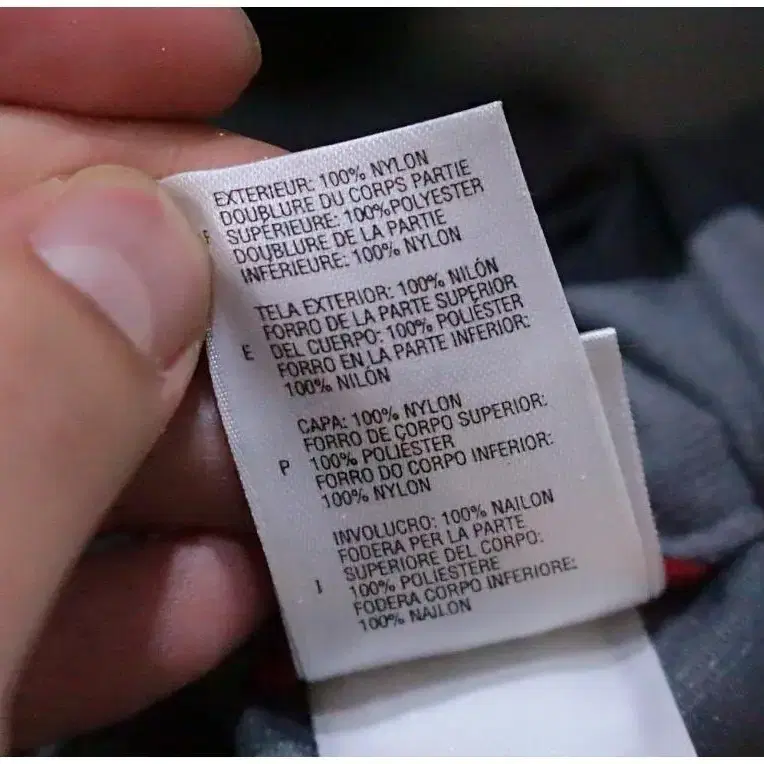 EXTERIEUR: 100% NYLON
DOUBLURE DU CORPS PARTIE
F SUPÉRIEURE: 100%POLYESTER
DOUBLURE DE LA PARTIE
INFÉRIEURE: 100% NYLON
TELA EXTERIOR: 100% NILÓN
FORRO DE LA PARTE SUPERIOR
E DEL CUERPO: 100% POLIÉSTER
FORRO EN LA PARTE INFERIOR:
100% NILÓN
CAPA: 100% NYLON
FORRO DE CORPO SUPERIOR:
P 100% POLIÉSTER
FORRO DO CORPO INFERIOR:
100% NYLON
INVOLUCRO: 100% NAILON
FODERA PER LA PARTE
SUPERIORE DEL CORPO:
I 100% POLIESTERE
FODERA CORPO INFERIORE:
100% NAILON